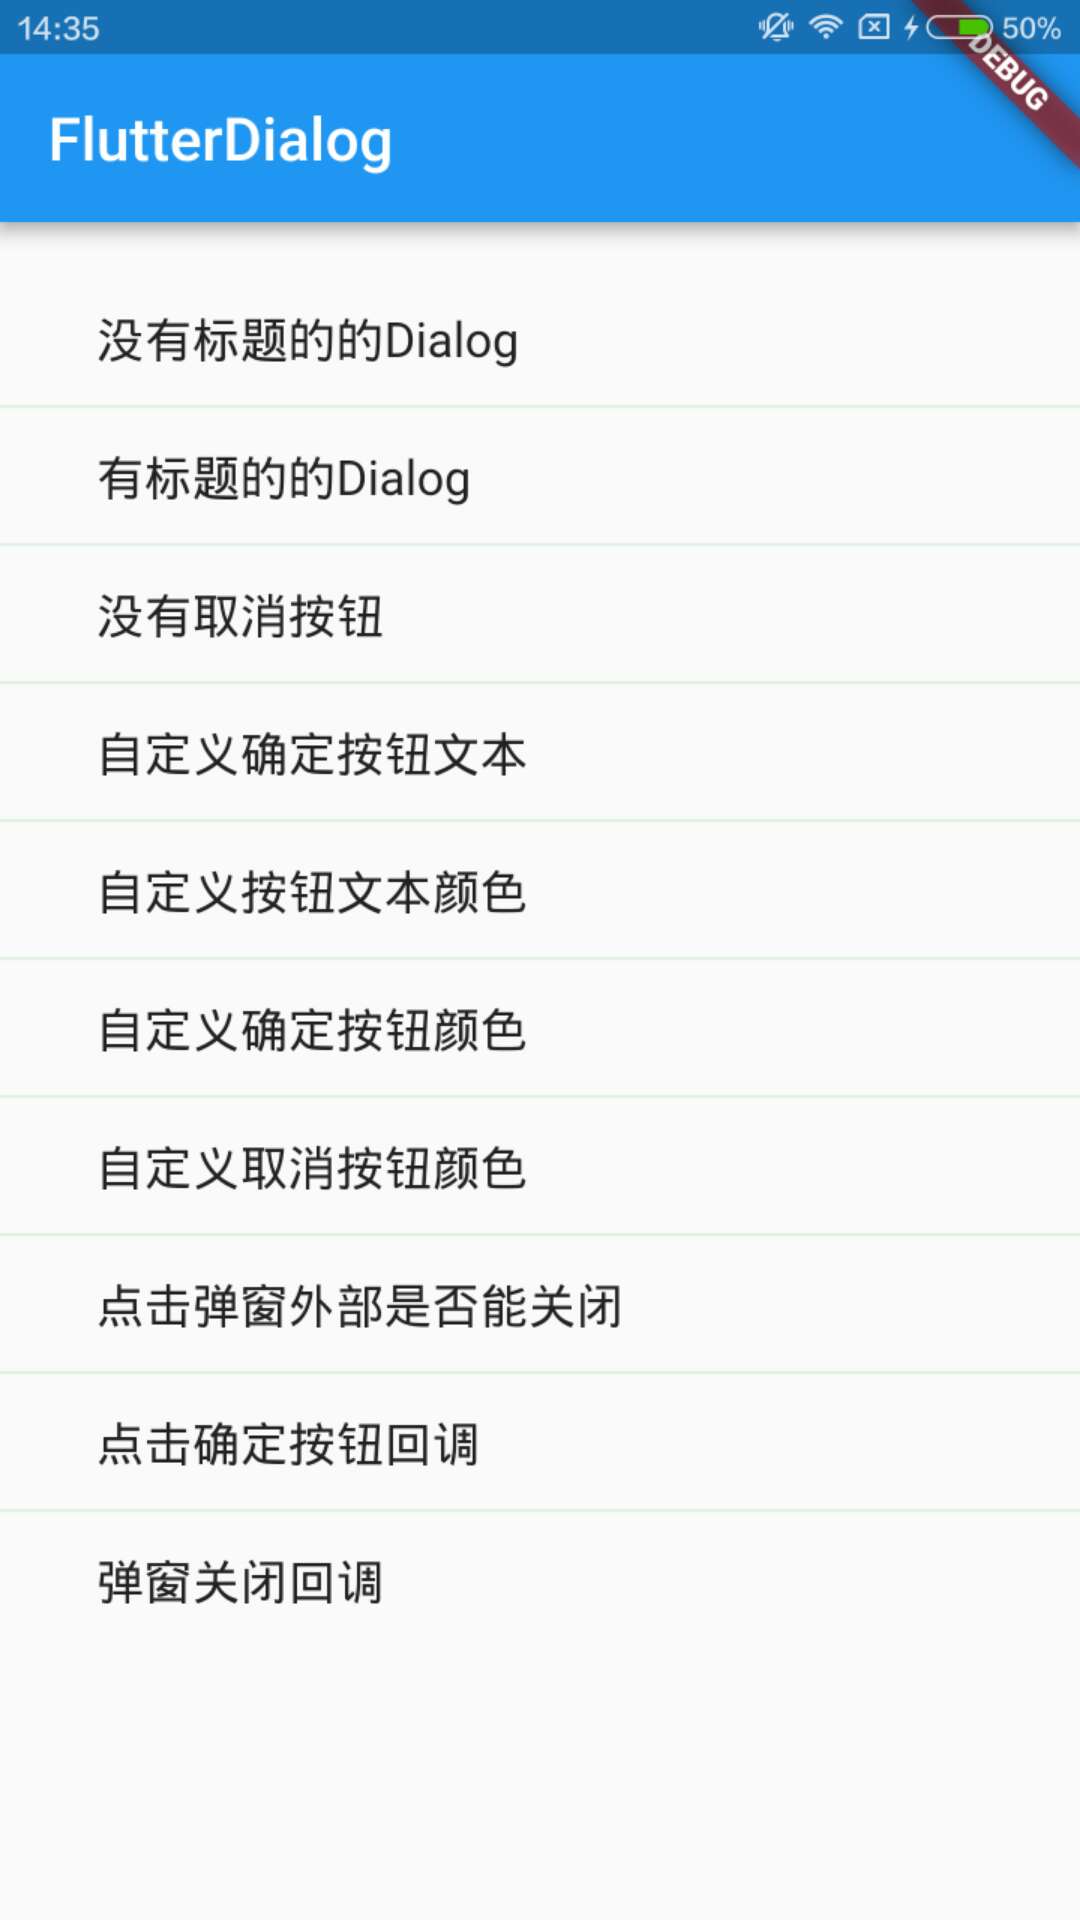 14:35
50%
DEBUG
FlutterDialog
没有标题的的Dialog
有标题的的Dialog
没有取消按钮
自定义确定按钮文本
自定义按钮文本颜色
自定义确定按钮颜色
自定义取消按钮颜色
点击弹窗外部是否能关闭
点击确定按钮回调
弹窗关闭回调